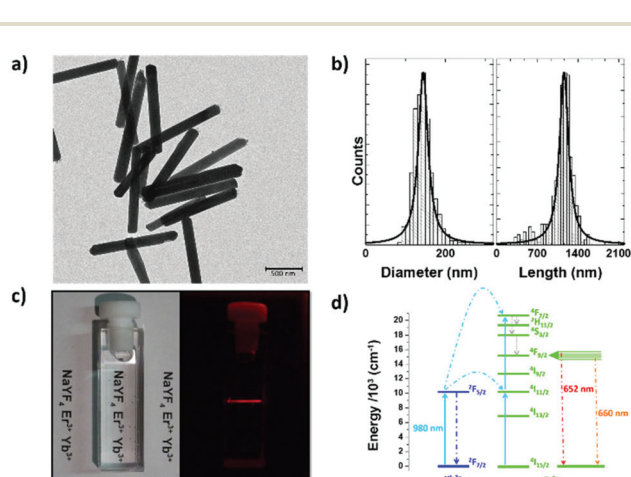 a)
500 nm
b)
Counts
0
200
0
700
1400
2100
Diameter (nm)
Length (nm)
c)
NaYF4 Er3+ Yb3+
NaYF4 Er3+ Yb3+
NaYF4 Er3+ Yb3+
d)
Energy /10³ (cm⁻¹)
20
18
16
14
12
10
8
6
4
2
0
⁴F₇/₂
²H₁₁/₂
⁴S₃/₂
⁴F₉/₂
⁴I₉/₂
²F₅/₂
⁴I₁₁/₂
⁴I₁₃/₂
652 nm
660 nm
980 nm
²F₇/₂
⁴I₁₅/₂